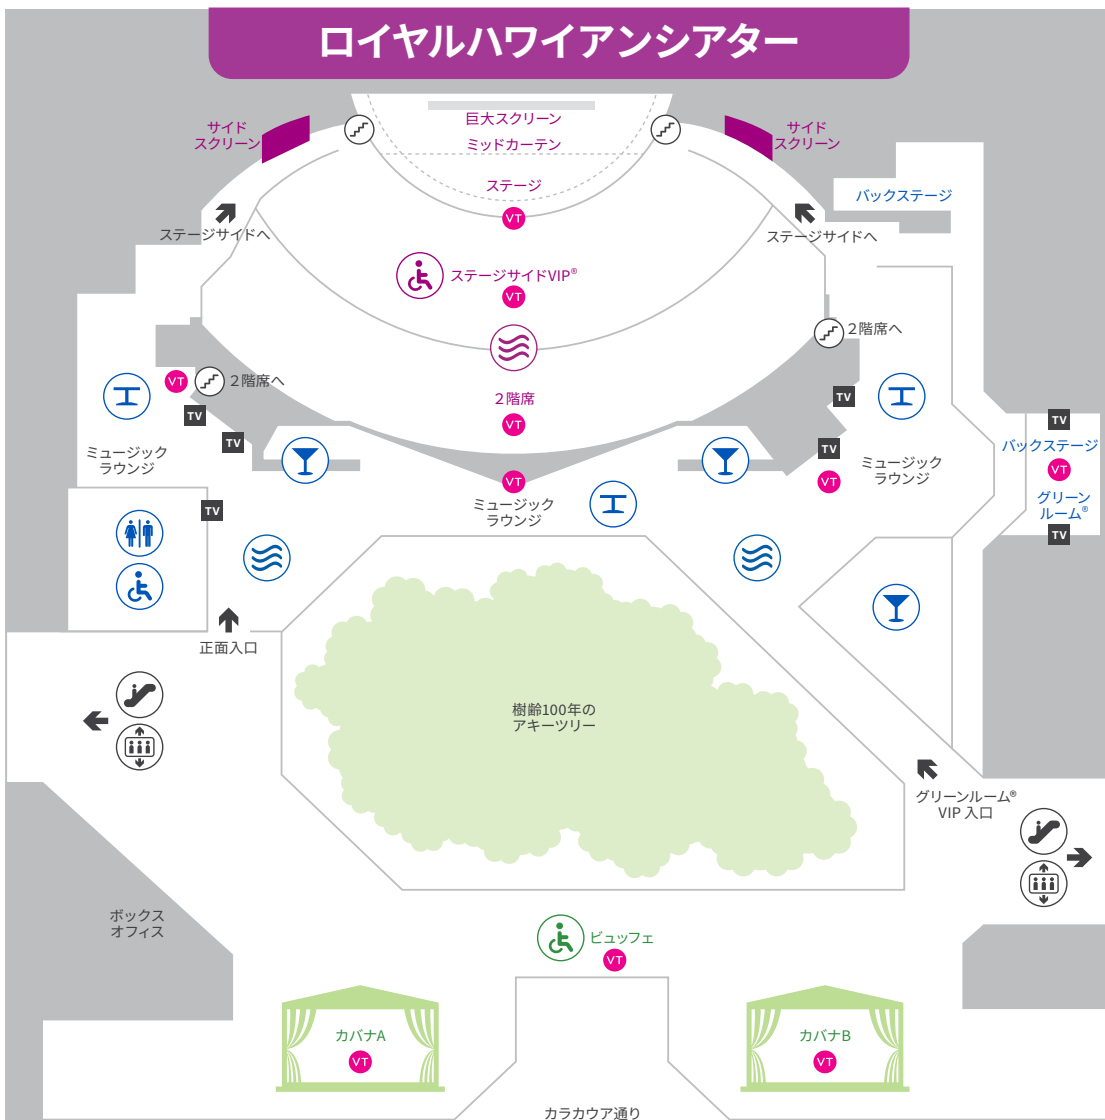 ロイヤルハワイアンシアター
巨大スクリーン
サイド
スクリーン
サイド
スクリーン
ミッドカーテン
ステージ
バックステージ
VT
ステージサイドへ
ステージサイドへ
ステージサイドVIP®
VT
２階席へ
VT
２階席へ
２階席
TV
TV
VT
TV
TV
TV
バックステージ
ミュージック
ラウンジ
ミュージック
ラウンジ
VT
VT
VT
ミュージック
ラウンジ
グリーン
ルーム®
TV
TV
正面入口
樹齢100年の
アキーツリー
グリーンルーム®
VIP 入口
ボックス
オフィス
ビュッフェ
VT
カバナA
VT
カバナB
VT
カラカウア通り